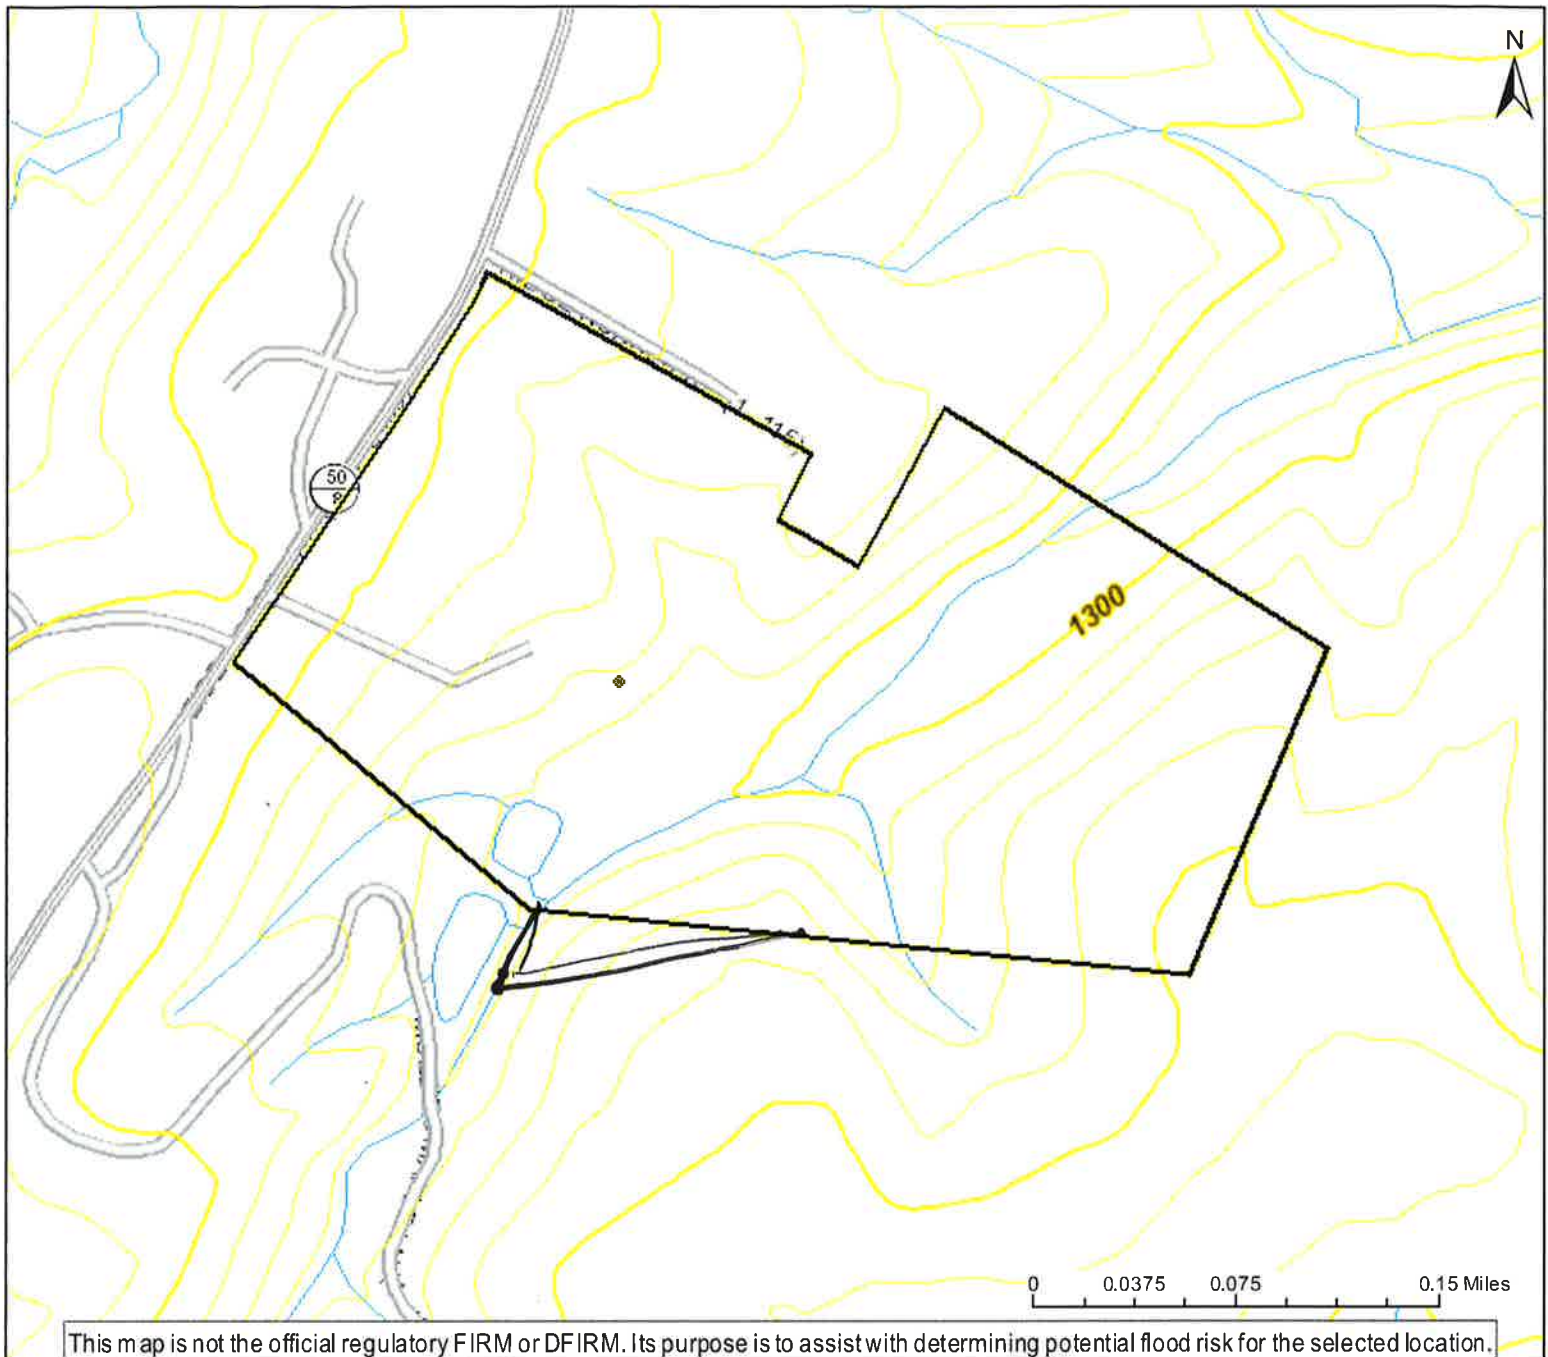 N
50
8
1300
0 0.0375 0.075 0.15 Miles
This map is not the official regulatory FIRM or DFIRM. Its purpose is to assist with determining potential flood risk for the selected location.